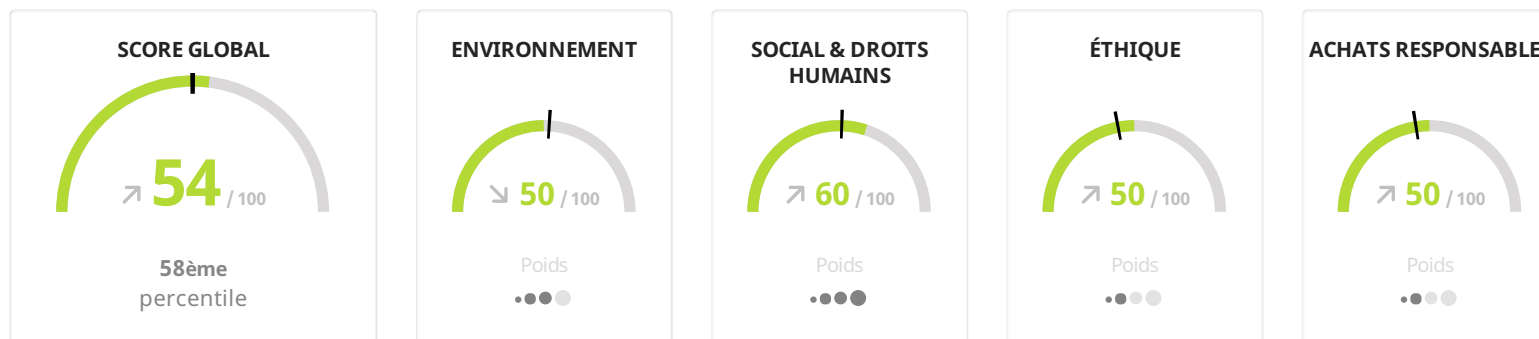 SCORE GLOBAL
54 / 100
58ème
percentile
ENVIRONNEMENT
50 / 100
Poids
SOCIAL & DROITS
HUMAINS
60 / 100
Poids
ÉTHIQUE
50 / 100
Poids
ACHATS RESPONSABLE
50 / 100
Poids